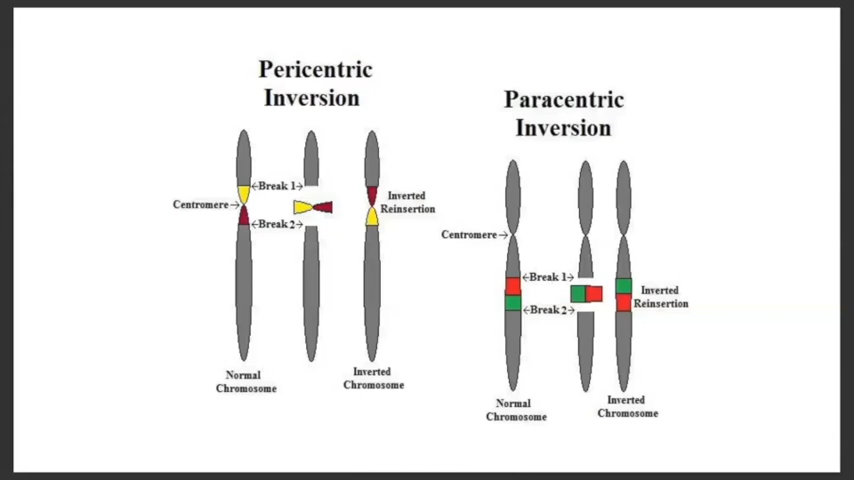 Pericentric
Inversion
Centromere
Break 1
Break 2
Inverted
Reinsertion
Normal
Chromosome
Inverted
Chromosome
Paracentric
Inversion
Centromere
Break 1
Break 2
Inverted
Reinsertion
Normal
Chromosome
Inverted
Chromosome